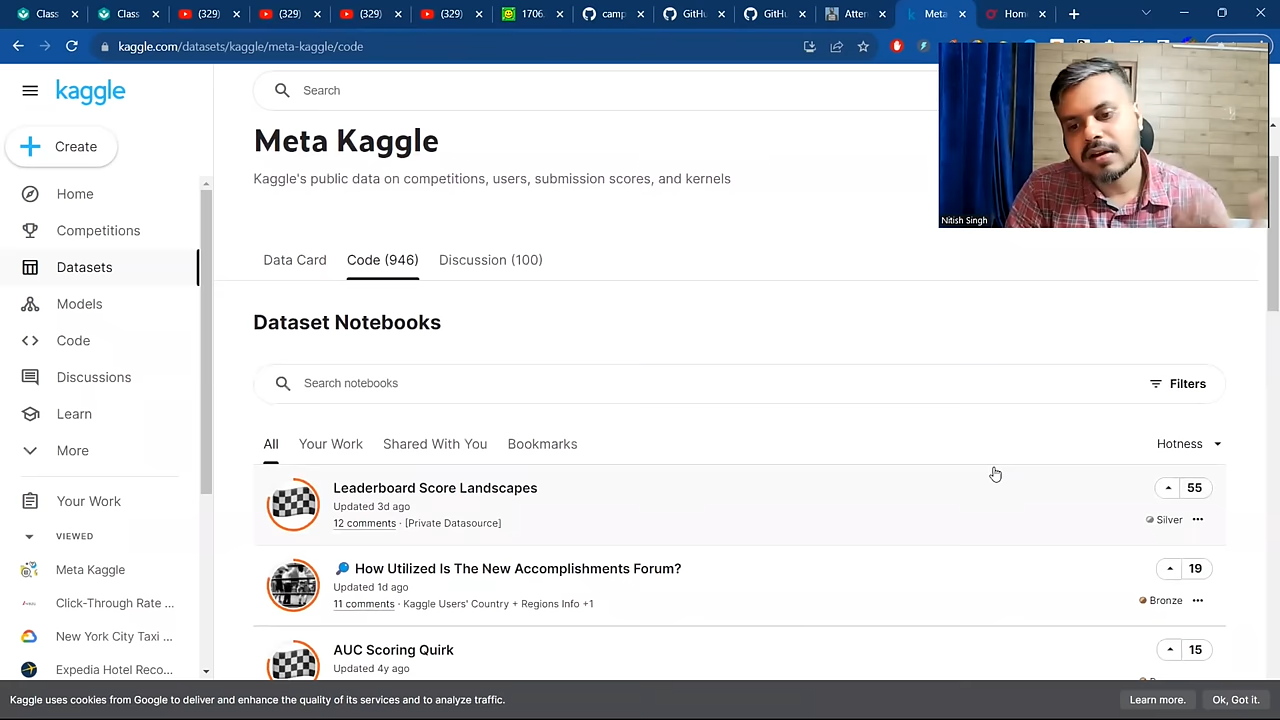 Class
Class
(329)
(329)
(329)
(329)
1706.
camp
GitHu
GitHu
Atten
Meta
Home
kaggle.com/datasets/kaggle/meta-kaggle/code
kaggle
Search
Create
Meta Kaggle
Kaggle's public data on competitions, users, submission scores, and kernels
Nitish Singh
Home
Competitions
Datasets
Models
Code
Discussions
Learn
More
Your Work
VIEWED
Meta Kaggle
Click-Through Rate ...
New York City Taxi ...
Expedia Hotel Reco...
Data Card
Code (946)
Discussion (100)
Dataset Notebooks
Search notebooks
Filters
All
Your Work
Shared With You
Bookmarks
Hotness
Leaderboard Score Landscapes
Updated 3d ago
12 comments · [Private Datasource]
55
Silver
How Utilized Is The New Accomplishments Forum?
Updated 1d ago
11 comments · Kaggle Users' Country + Regions Info +1
19
Bronze
AUC Scoring Quirk
Updated 4y ago
15
Kaggle uses cookies from Google to deliver and enhance the quality of its services and to analyze traffic.
Learn more.
Ok, Got it.